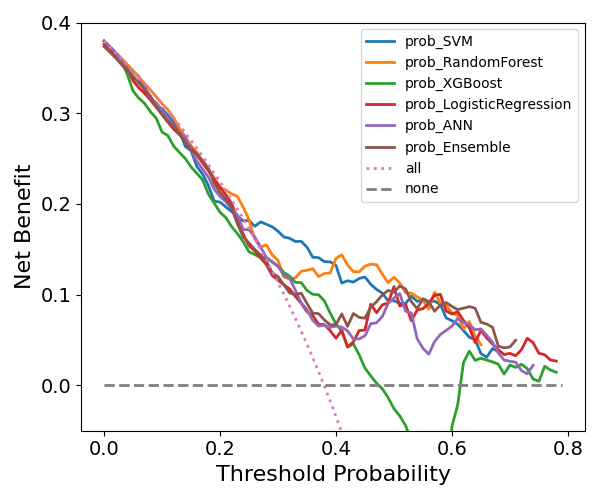 0.4
0.3
0.2
0.1
0.0
Net Benefit
prob_SVM
prob_RandomForest
prob_XGBoost
prob_LogisticRegression
prob_ANN
prob_Ensemble
all
none
0.0 0.2 0.4 0.6 0.8
Threshold Probability